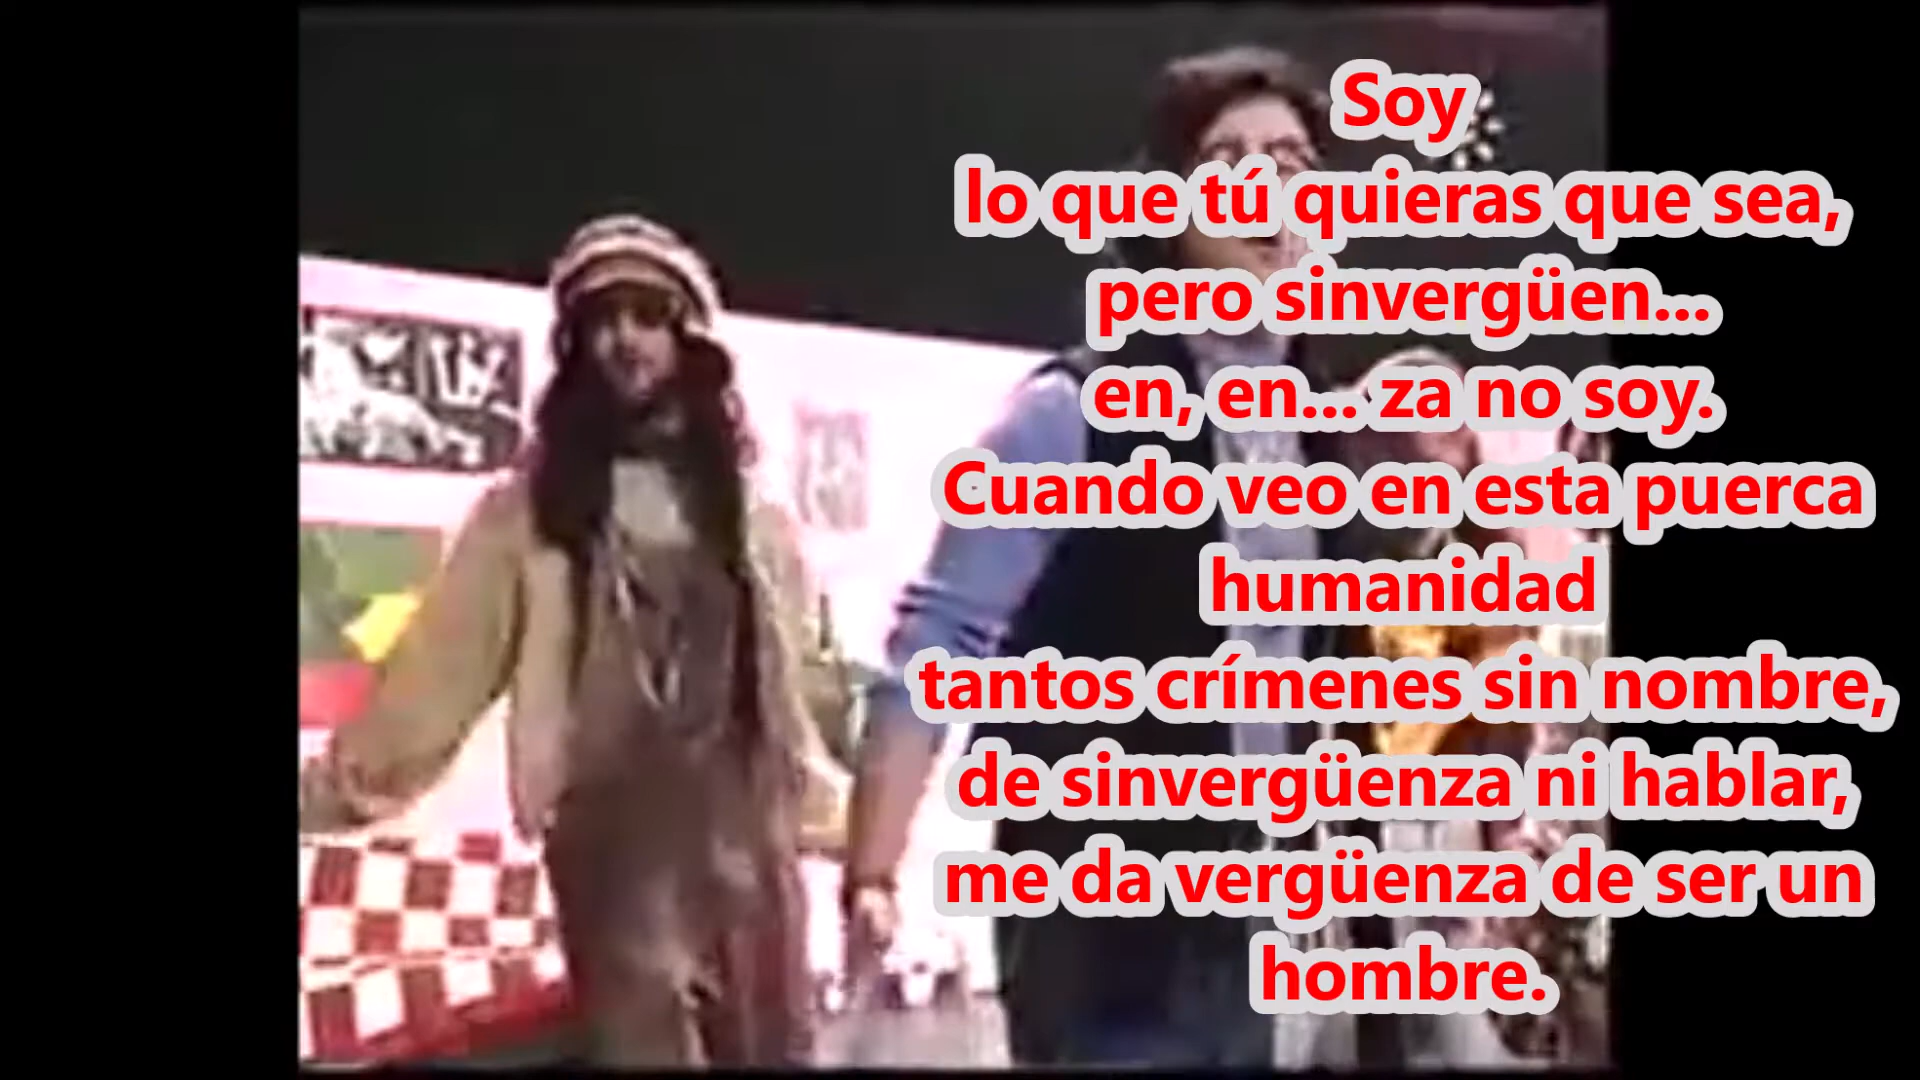 Soy
lo que tú quieras que sea,
pero sinvergüen...
en, en... za no soy.
Cuando veo en esta puerca
humanidad
tantos crímenes sin nombre,
de sinvergüenza ni hablar,
me da vergüenza de ser un
hombre.